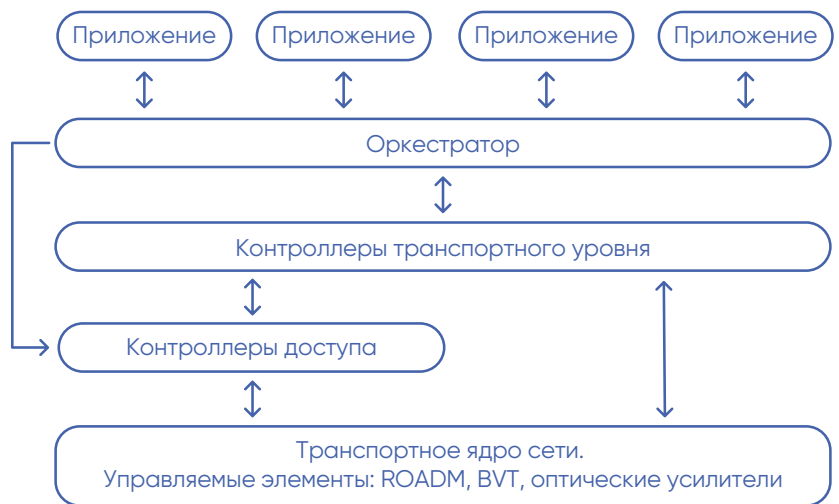 Приложение
Приложение
Приложение
Приложение
Оркестратор
Контроллеры транспортного уровня
Контроллеры доступа
Транспортное ядро сети.
Управляемые элементы: ROADM, BVT, оптические усилители